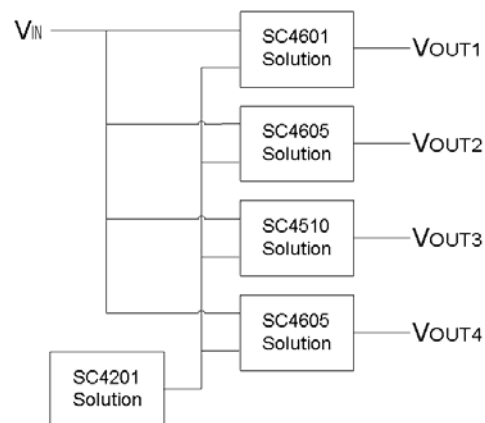 VIN
SC4601
Solution
VOUT1
SC4605
Solution
VOUT2
SC4510
Solution
VOUT3
SC4605
Solution
VOUT4
SC4201
Solution